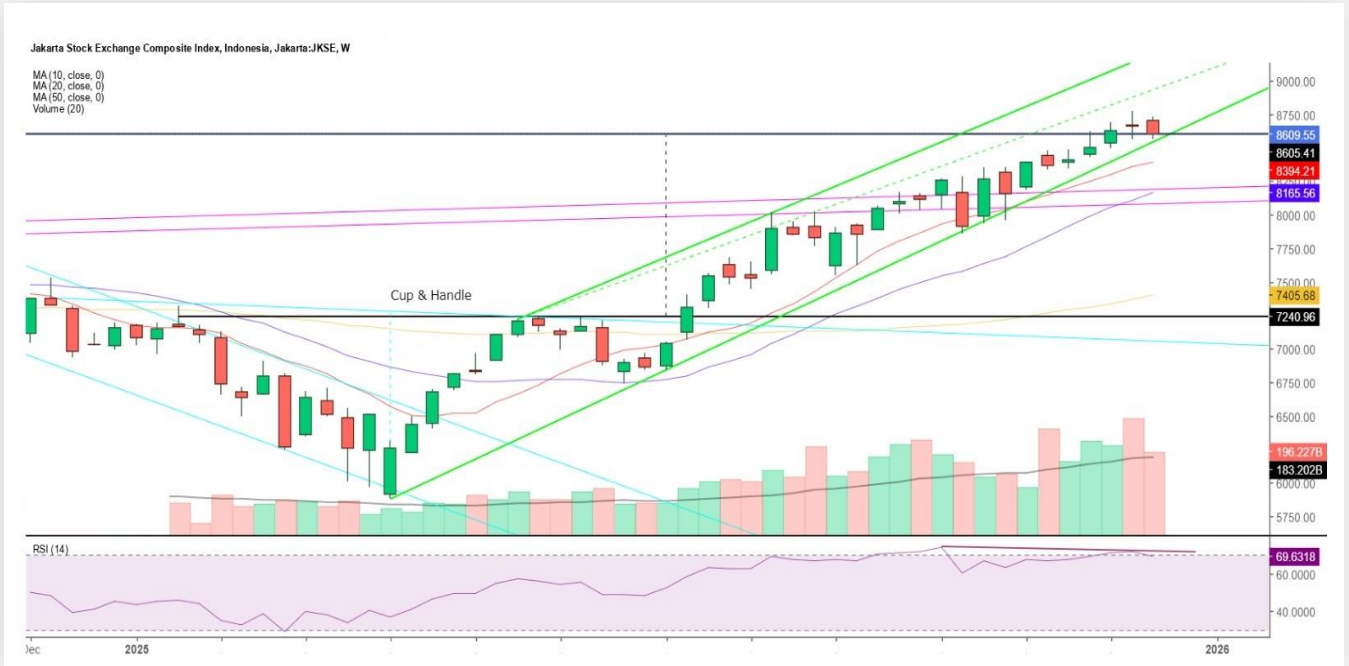 Jakarta Stock Exchange Composite Index, Indonesia, Jakarta:JKSE, W
MA (10, close, 0)
MA (20, close, 0)
MA (50, close, 0)
Volume (20)
Cup & Handle
9000.00
8750.00
8609.55
8605.41
8394.21
8165.56
8000.00
7750.00
7500.00
7405.68
7240.96
7000.00
6750.00
6500.00
196.227B
183.202B
6000.00
5750.00
RSI (14)
69.6318
60.0000
40.0000
Dec 2025 2026